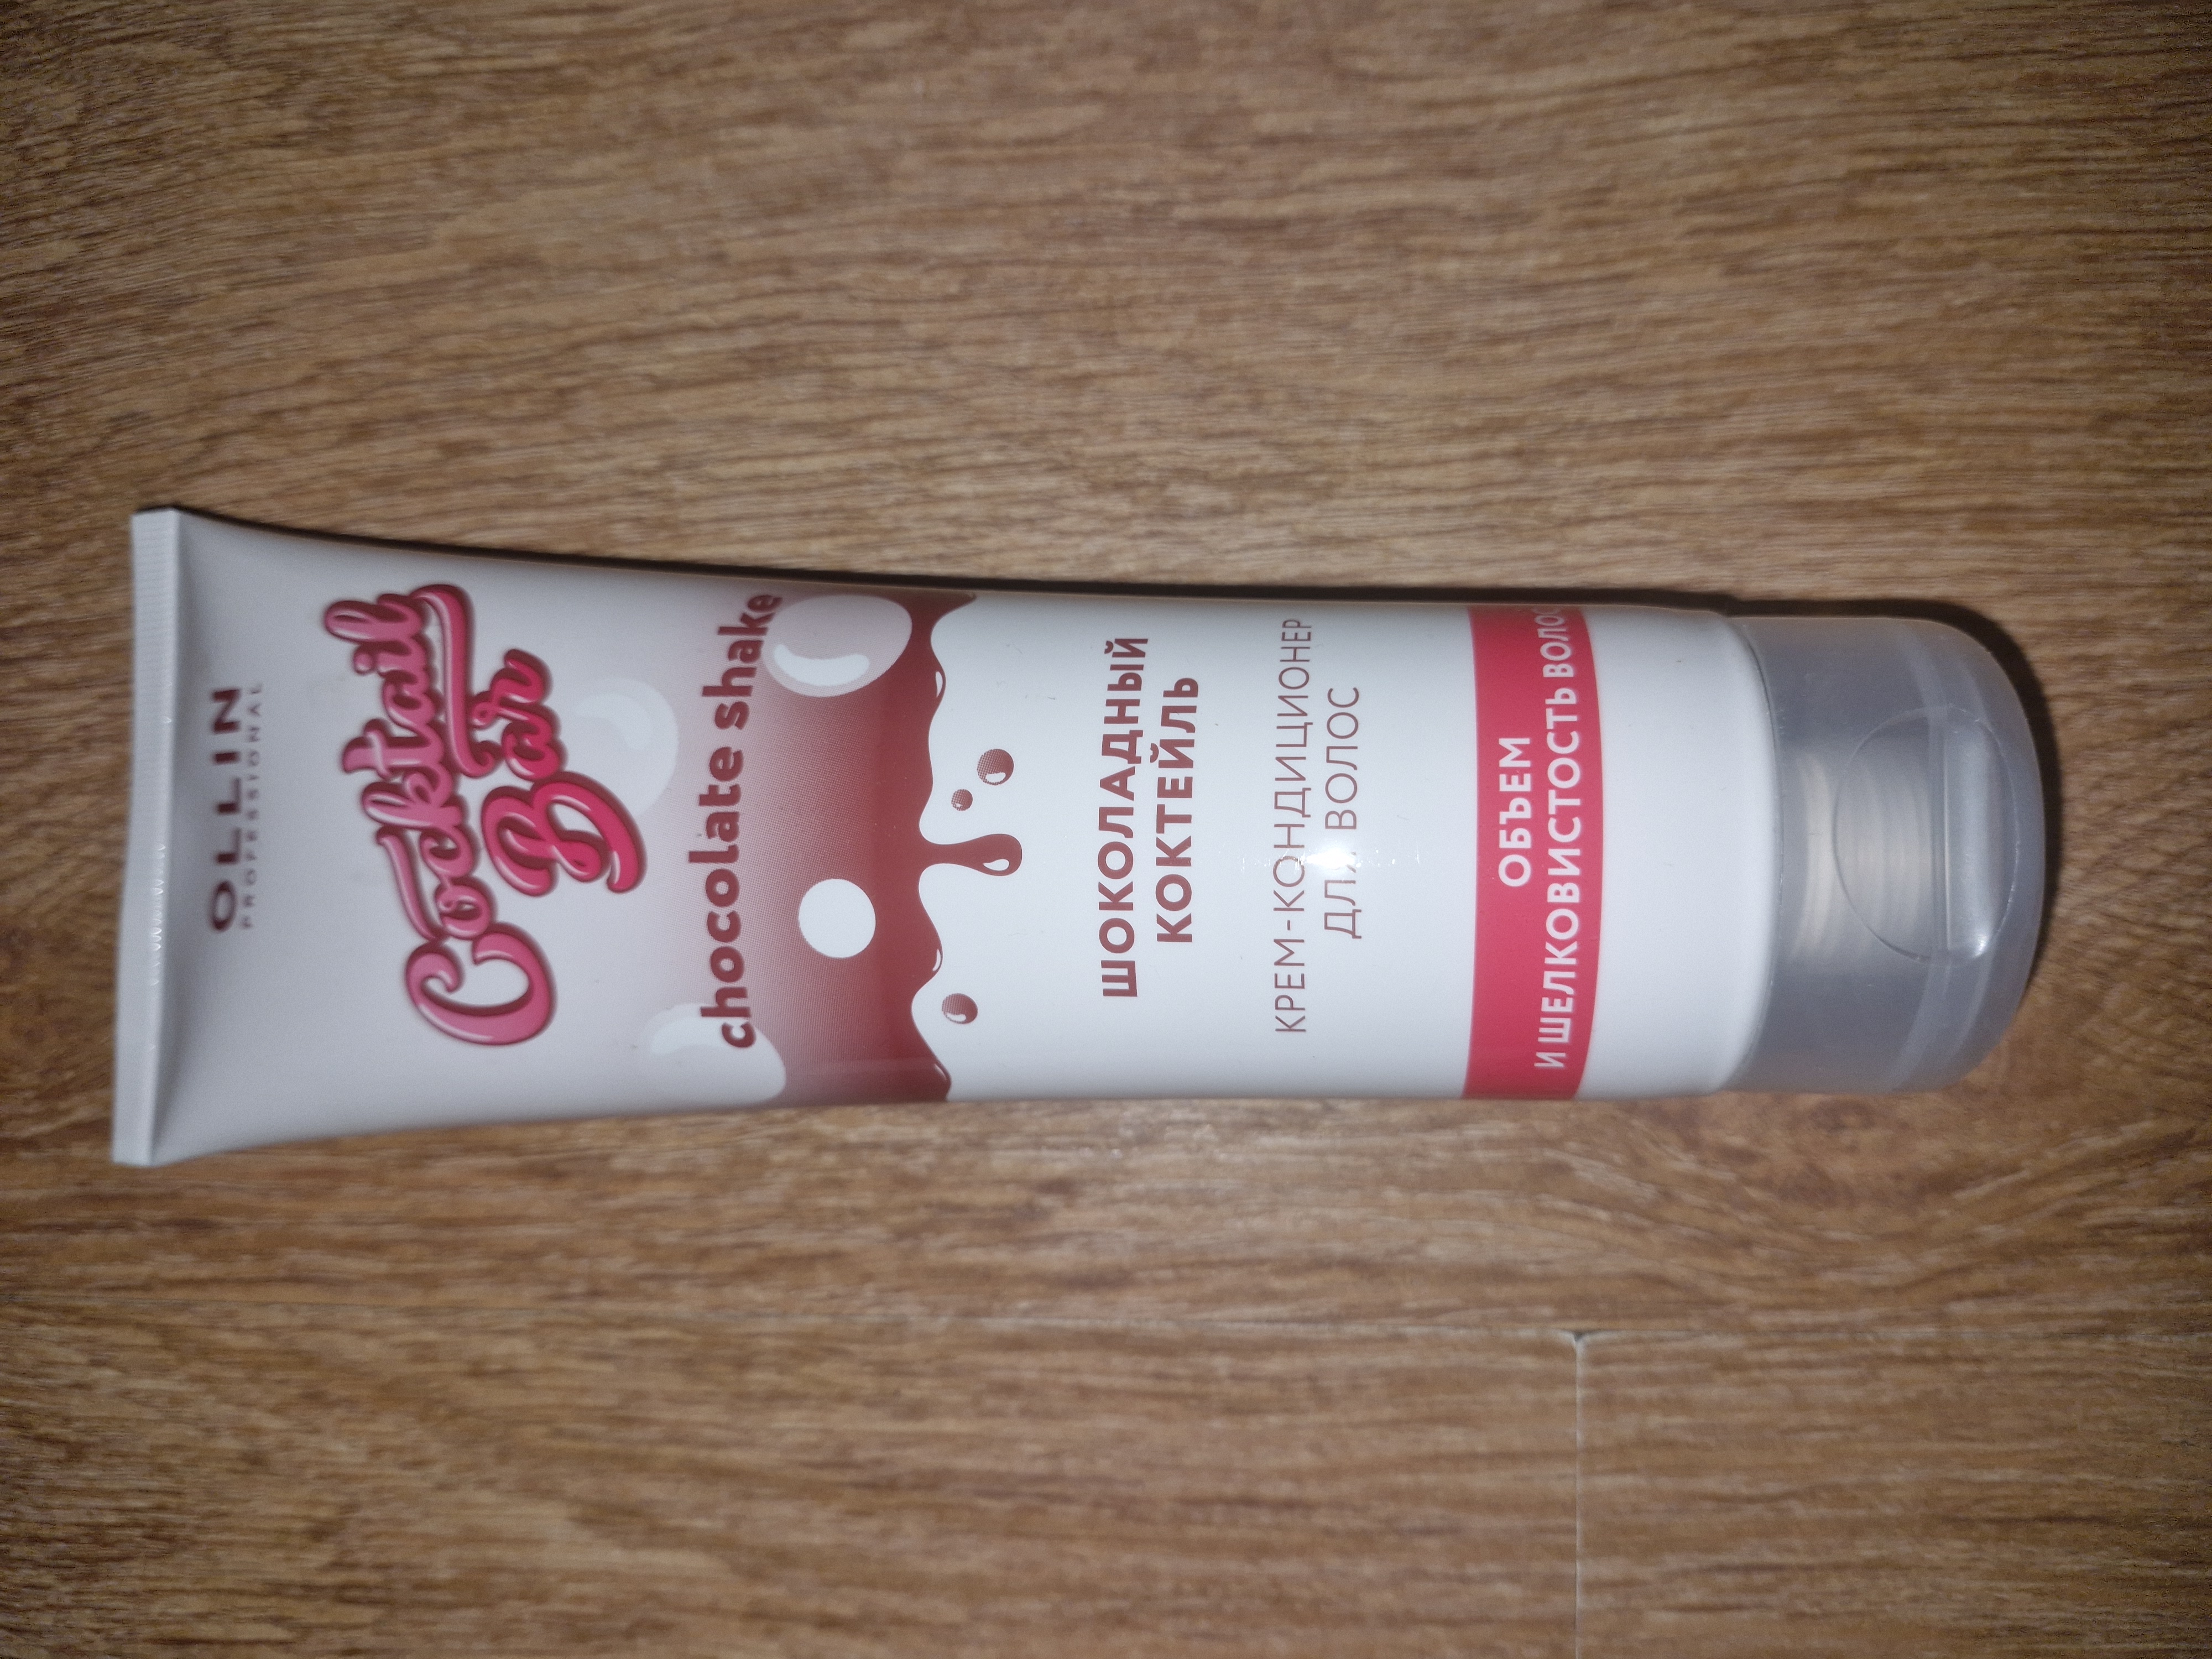 OLLIN
PROFESSIONAL
Cocktail
Bar
chocolate shake
ШОКОЛАДНЫЙ
КОКТЕЙЛЬ
КРЕМ-КОНДИЦИОНЕР
ДЛЯ ВОЛОС
ОБЪЕМ
И ШЕЛКОВИСТОСТЬ ВОЛОС